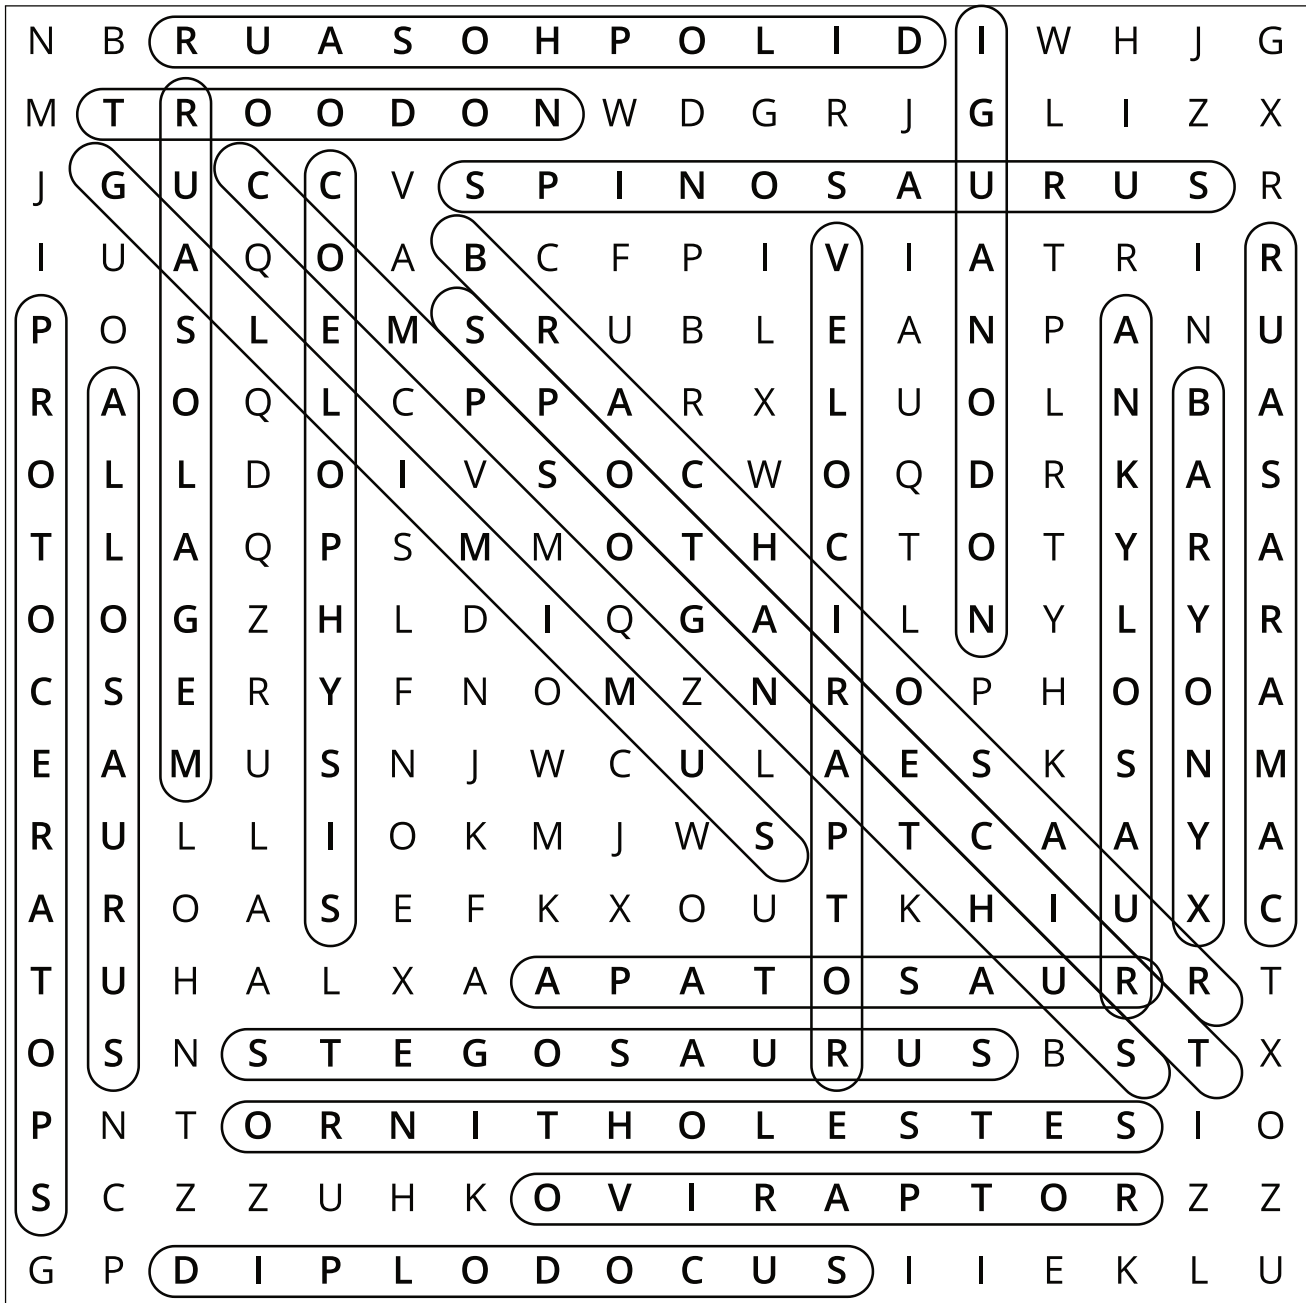 N B R U A S O H P O L I D I W H J G
M T R O O D O N W D G R J G L I Z X
J G U C C V S P I N O S A U R U S R
I U A Q O A B C F P I V I A T R I R
P O S L E M S R U B L E A N P A N U
R A O Q L C P P A R X L U O L N B A
O L L D O I V S O C W O Q D R K A S
T L A Q P S M M O T H C T O T Y R A
O O G Z H L D I Q G A I L N Y L Y R
C S E R Y F N O M Z N R O P H O O A
E A M U S N J W C U L A E S K S N M
R U L L I O K M J W S P T C A A Y A
A R O A S E F K X O U T K H I U X C
T U H A L X A A P A T O S A U R R T
O S N S T E G O S A U R U S B S T X
P N T O R N I T H O L E S T E S I O
S C Z Z U H K O V I R A P T O R Z Z
G P D I P L O D O C U S I I E K L U